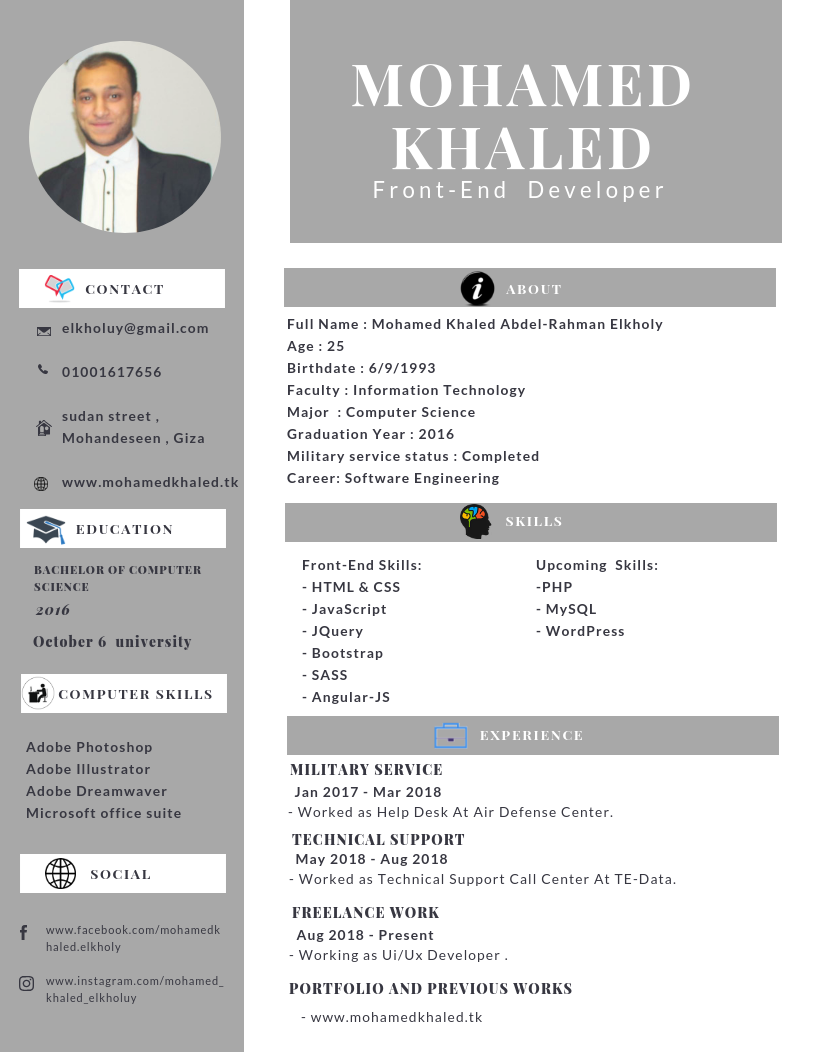 MOHAMED
KHALED
Front-End Developer
CONTACT
elkholuy@gmail.com
01001617656
sudan street ,
Mohandeseen , Giza
www.mohamedkhaled.tk
EDUCATION
BACHELOR OF COMPUTER
SCIENCE
2016
October 6 university
COMPUTER SKILLS
Adobe Photoshop
Adobe Illustrator
Adobe Dreamwaver
Microsoft office suite
SOCIAL
www.facebook.com/mohamedk
haled.elkholy
www.instagram.com/mohamed_
khaled_elkholuy
ABOUT
Full Name : Mohamed Khaled Abdel-Rahman Elkholy
Age : 25
Birthdate : 6/9/1993
Faculty : Information Technology
Major : Computer Science
Graduation Year : 2016
Military service status : Completed
Career: Software Engineering
SKILLS
Front-End Skills:
- HTML & CSS
- JavaScript
- JQuery
- Bootstrap
- SASS
- Angular-JS
Upcoming Skills:
-PHP
- MySQL
- WordPress
EXPERIENCE
MILITARY SERVICE
Jan 2017 - Mar 2018
- Worked as Help Desk At Air Defense Center.
TECHNICAL SUPPORT
May 2018 - Aug 2018
- Worked as Technical Support Call Center At TE-Data.
FREELANCE WORK
Aug 2018 - Present
- Working as Ui/Ux Developer .
PORTFOLIO AND PREVIOUS WORKS
- www.mohamedkhaled.tk